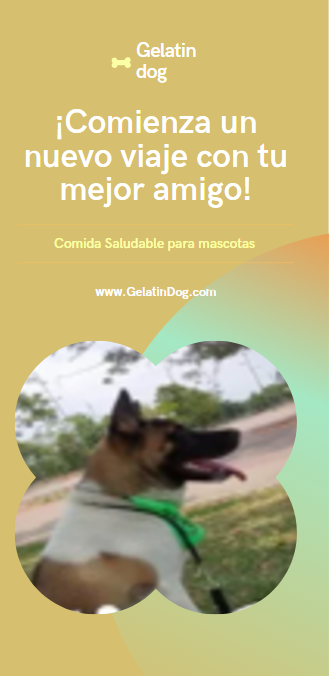 Gelatin
dog
¡Comienza un
nuevo viaje con tu
mejor amigo!
Comida Saludable para mascotas
www.GelatinDog.com